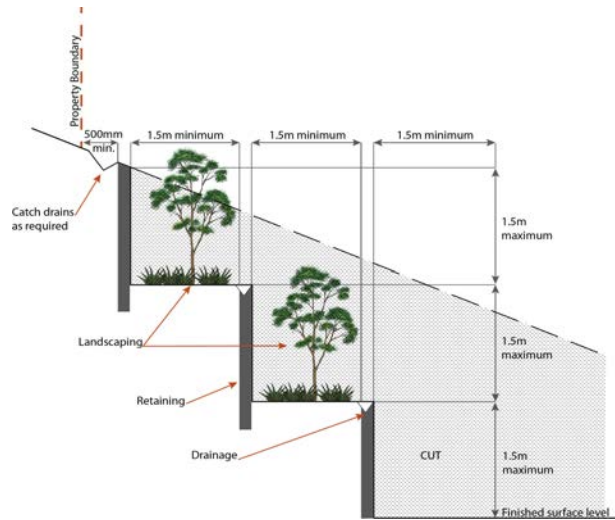 Property Boundary
500mm
min.
1.5m minimum
1.5m minimum
1.5m minimum
Catch drains
as required
1.5m
maximum
Landscaping
1.5m
maximum
Retaining
Drainage
CUT
1.5m
maximum
Finished surface level